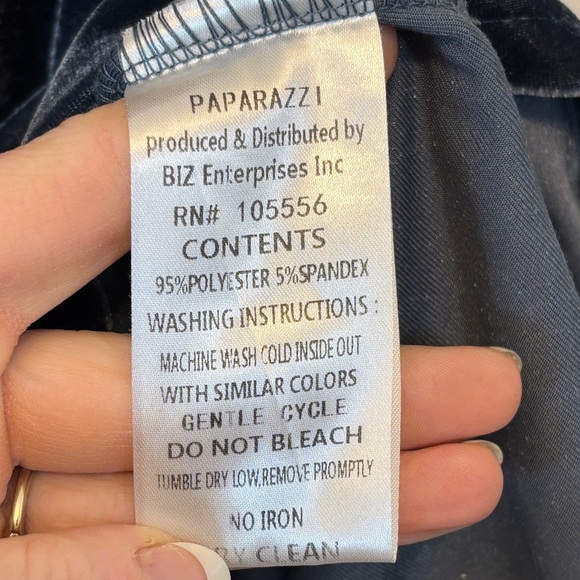 PAPARAZZI
produced & Distributed by
BIZ Enterprises Inc
RN# 105556
CONTENTS
95%POLYESTER 5%SPANDEX
WASHING INSTRUCTIONS :
MACHINE WASH COLD INSIDE OUT
WITH SIMILAR COLORS
GENTLE CYCLE
DO NOT BLEACH
TUMBLE DRY LOW,REMOVE PROMPTLY
NO IRON
CLEAN